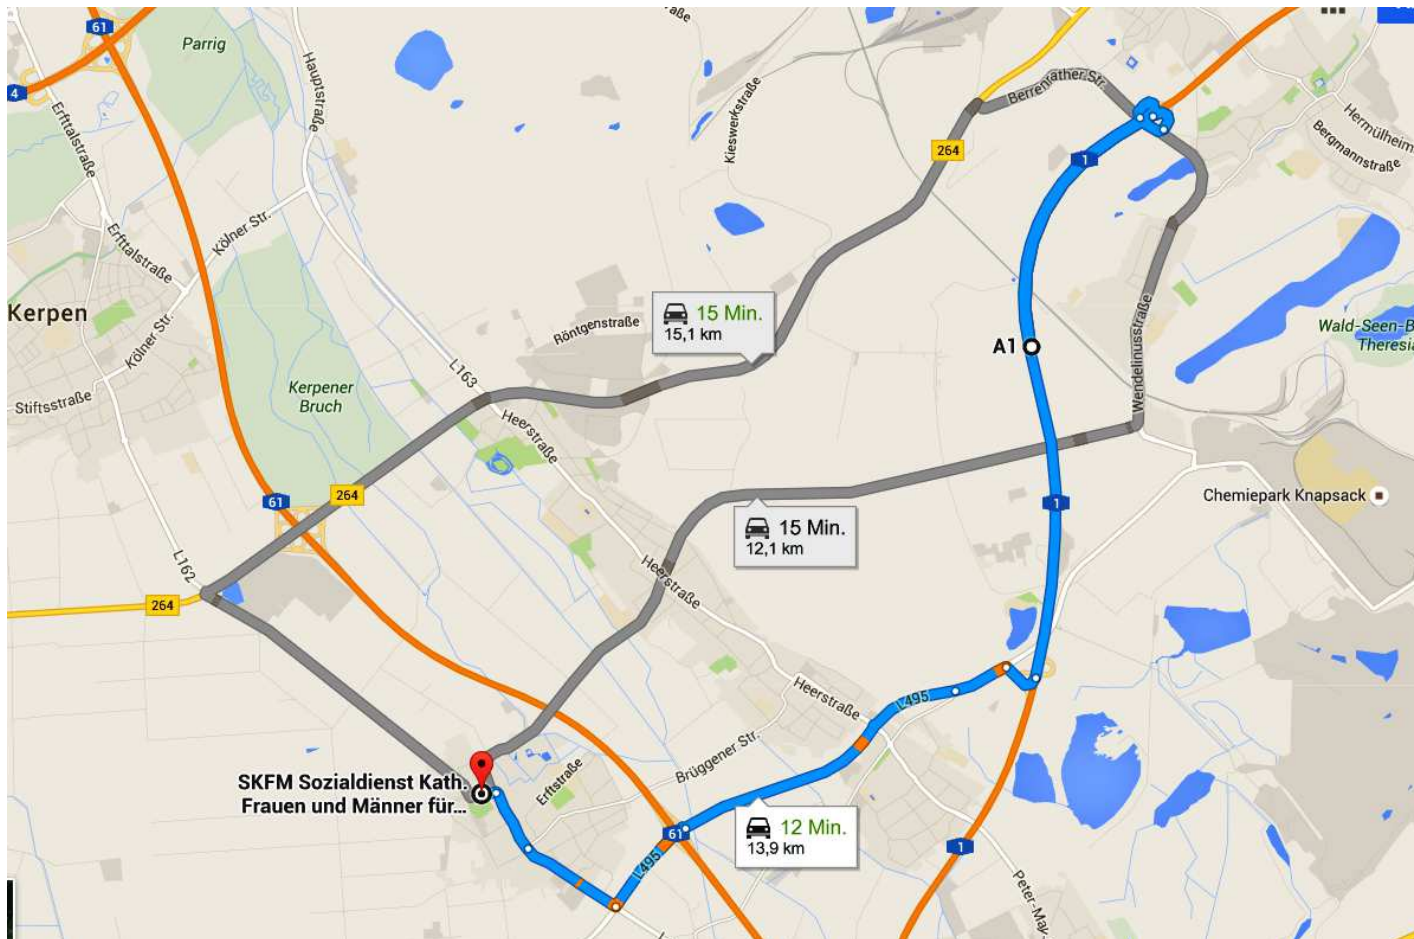 61
Parrig
4
Hauptstraße
Erfttalstraße
Kieswerkstraße
Berrenrather Str.
Hermülheim
Bergmannstraße
264
1
Erfttalstraße
Kölner Str.
Kerpen
Kölner Str.
15 Min.
15,1 km
Röntgenstraße
A1
Wendelinusstraße
Wald-Seen-B
Theresia
L163
Kerpener
Bruch
Stiftsstraße
Heerstraße
61
264
1
Chemiepark Knapsack
15 Min.
12,1 km
L162
Heerstraße
264
Heerstraße
L495
Brüggener Str.
SKFM Sozialdienst Kath.
Frauen und Männer für...
Erftstraße
61
12 Min.
13,9 km
L495
1
Peter-May-